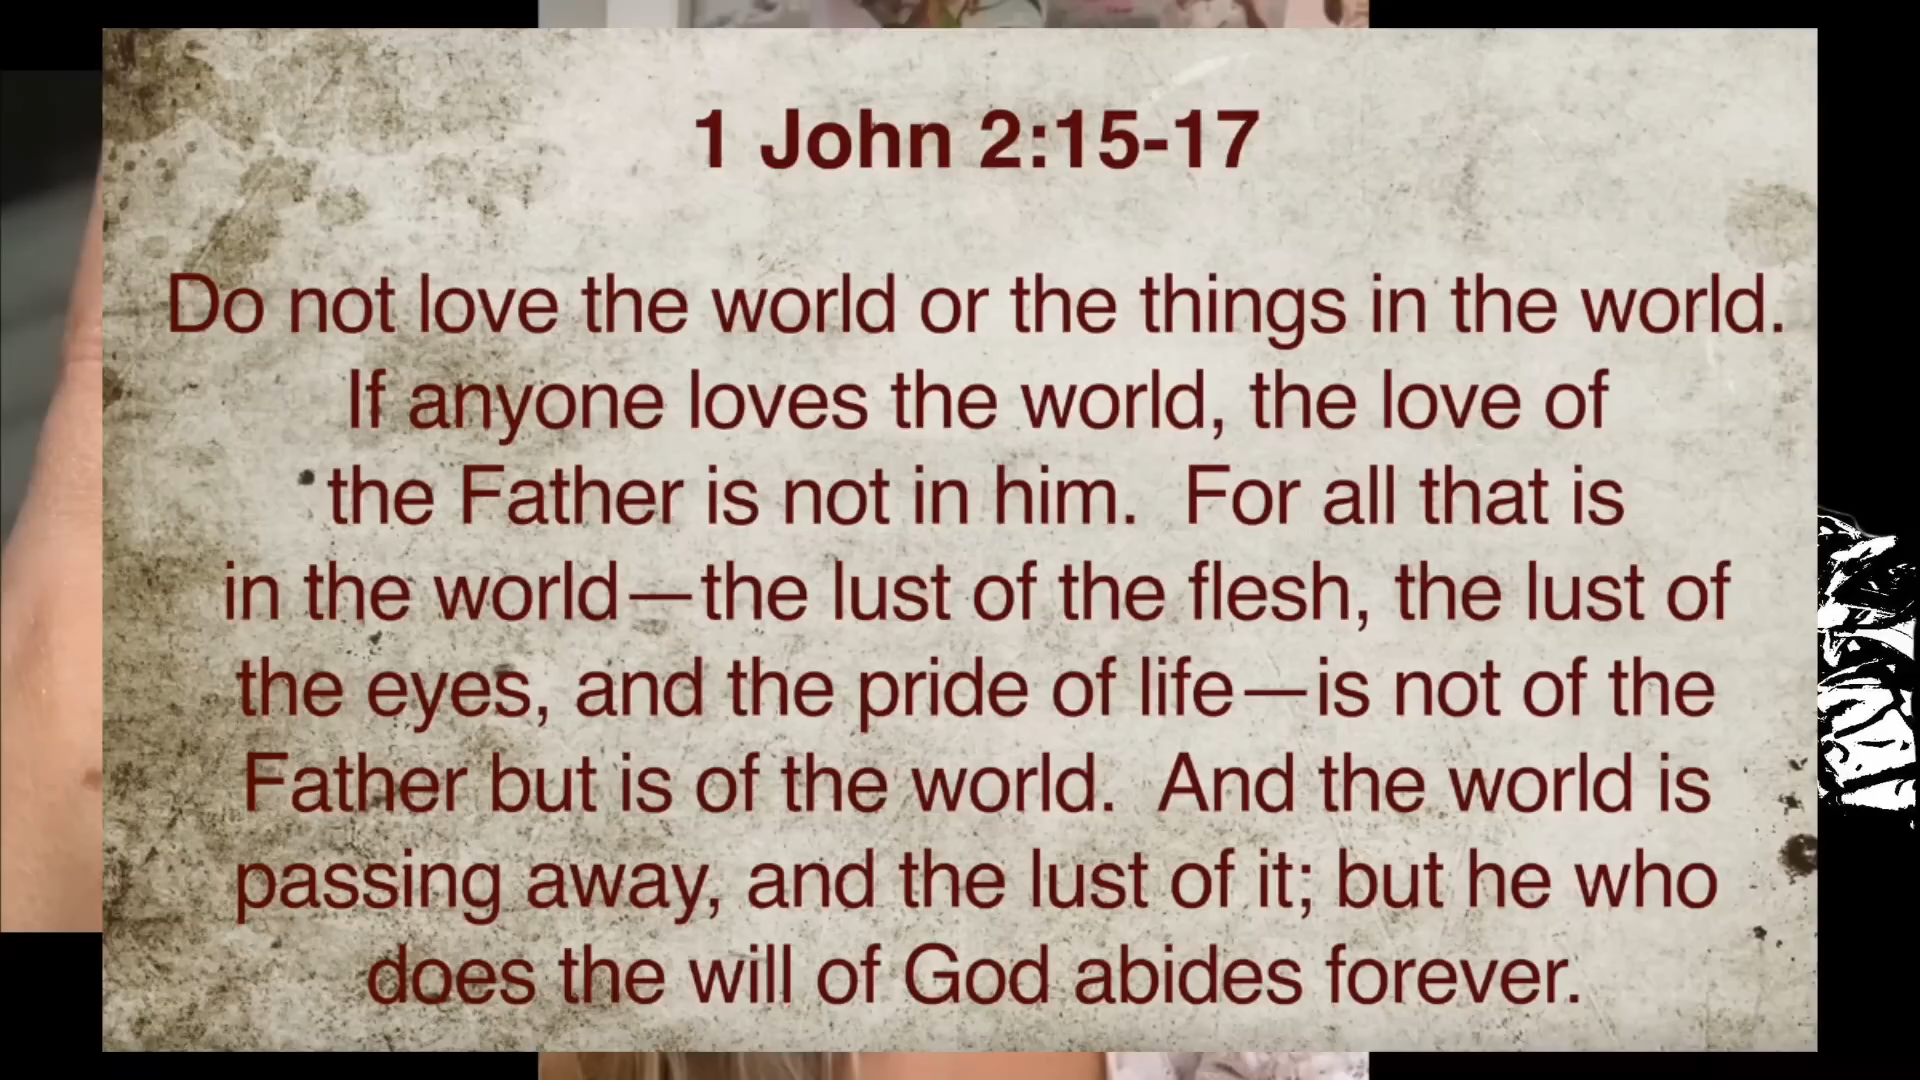 1 John 2:15-17
Do not love the world or the things in the world.
If anyone loves the world, the love of
the Father is not in him.  For all that is
in the world—the lust of the flesh, the lust of
the eyes, and the pride of life—is not of the
Father but is of the world.  And the world is
passing away, and the lust of it; but he who
does the will of God abides forever.